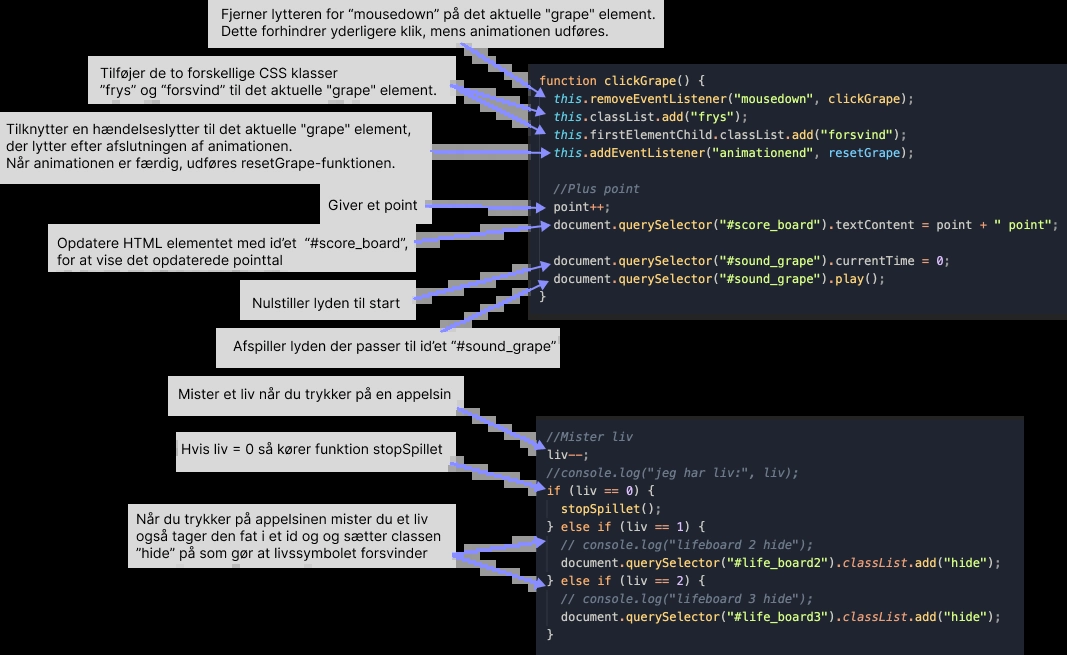 Fjerner lytteren for “mousedown” på det aktuelle "grape" element.
Dette forhindrer yderligere klik, mens animationen udføres.
Tilføjer de to forskellige CSS klasser
”frys” og “forsvind” til det aktuelle "grape" element.
Tilknytter en hændelseslytter til det aktuelle "grape" element,
der lytter efter afslutningen af animationen.
Når animationen er færdig, udføres resetGrape-funktionen.
Giver et point
Opdatere HTML elementet med id’et “#score_board”,
for at vise det opdaterede pointtal
Nulstiller lyden til start
Afspiller lyden der passer til id’et “#sound_grape”
function clickGrape() {
this.removeEventListener("mousedown", clickGrape);
this.classList.add("frys");
this.firstElementChild.classList.add("forsvind");
this.addEventListener("animationend", resetGrape);
//Plus point
point++;
document.querySelector("#score_board").textContent = point + " point";
document.querySelector("#sound_grape").currentTime = 0;
document.querySelector("#sound_grape").play();
}
Mister et liv når du trykker på en appelsin
Hvis liv = 0 så kører funktion stopSpillet
Når du trykker på appelsinen mister du et liv
også tager den fat i et id og og sætter classen
”hide” på som gør at livssymbolet forsvinder
//Mister liv
liv--;
//console.log("jeg har liv:", liv);
if (liv == 0) {
stopSpillet();
} else if (liv == 1) {
// console.log("lifeboard 2 hide");
document.querySelector("#life_board2").classList.add("hide");
} else if (liv == 2) {
// console.log("lifeboard 3 hide");
document.querySelector("#life_board3").classList.add("hide");
}